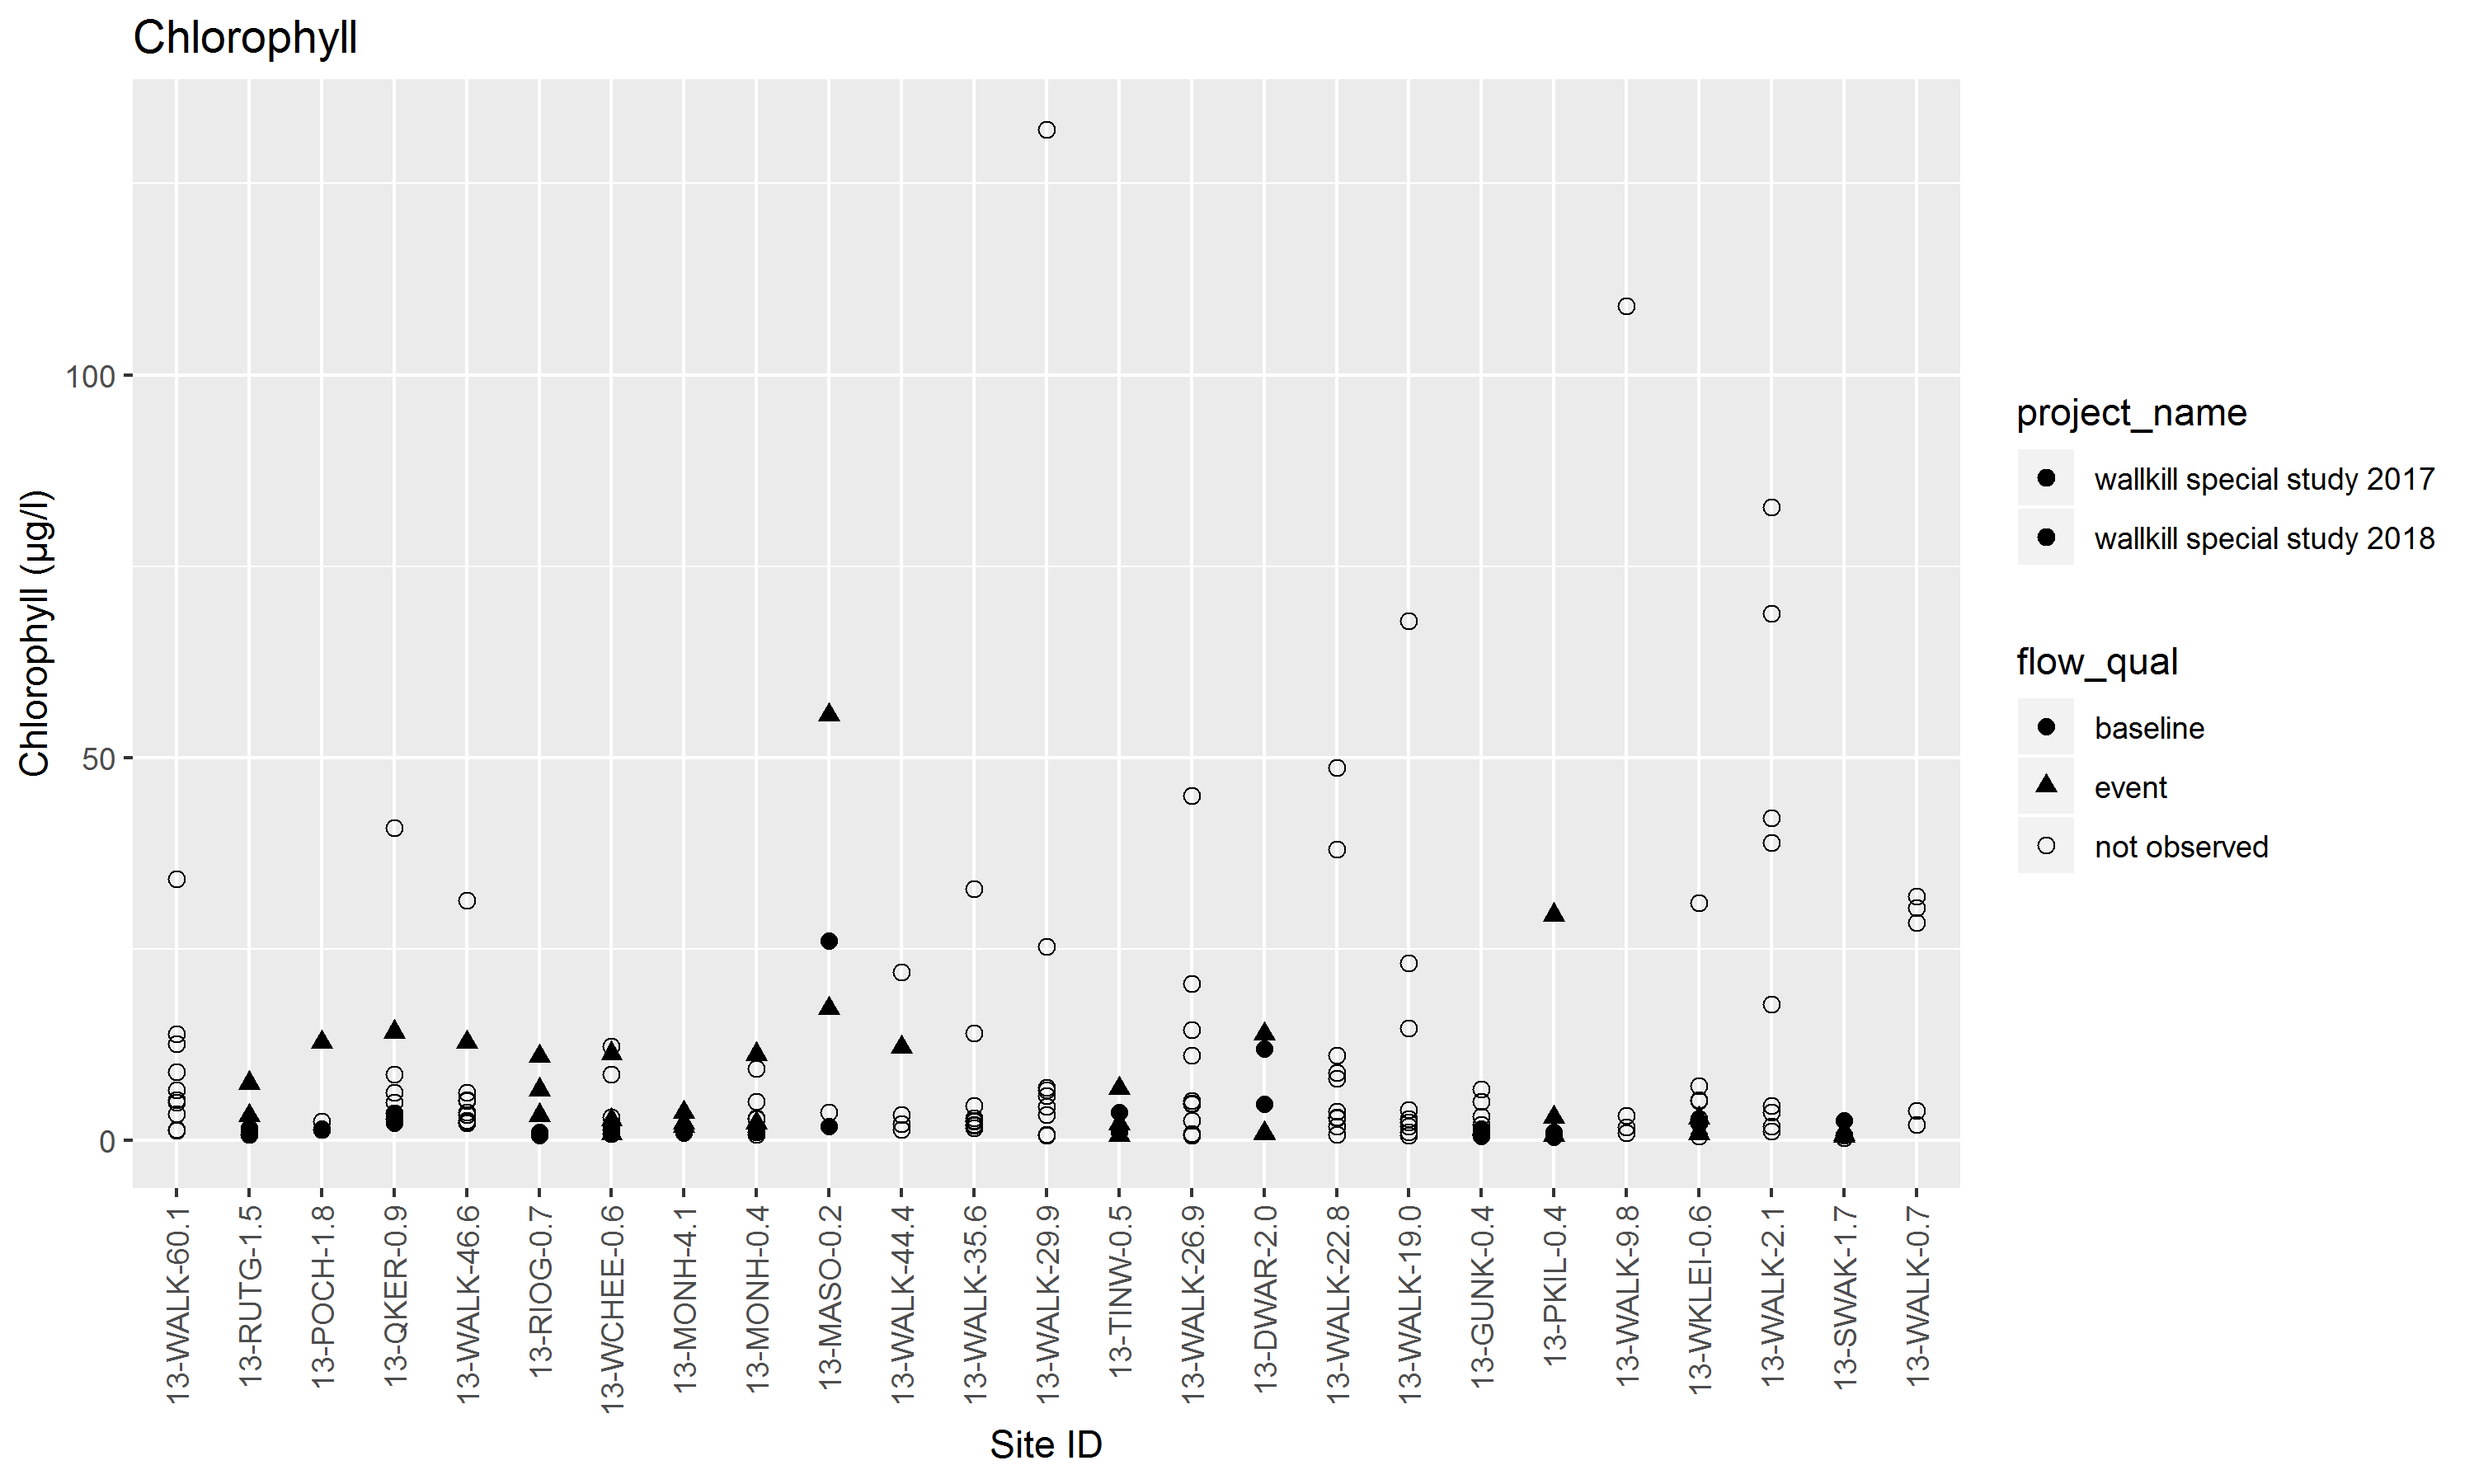 Chlorophyll
Chlorophyll (µg/l)
100
50
0
13-WALK-60.1
13-RUTG-1.5
13-POCH-1.8
13-QKER-0.9
13-WALK-46.6
13-RIOG-0.7
13-WCHEE-0.6
13-MONH-4.1
13-MONH-0.4
13-MASO-0.2
13-WALK-44.4
13-WALK-35.6
13-WALK-29.9
13-TINW-0.5
13-WALK-26.9
13-DWAR-2.0
13-WALK-22.8
13-WALK-19.0
13-GUNK-0.4
13-PKIL-0.4
13-WALK-9.8
13-WKLEI-0.6
13-WALK-2.1
13-SWAK-1.7
13-WALK-0.7
Site ID
project_name
wallkill special study 2017
wallkill special study 2018
flow_qual
baseline
event
not observed